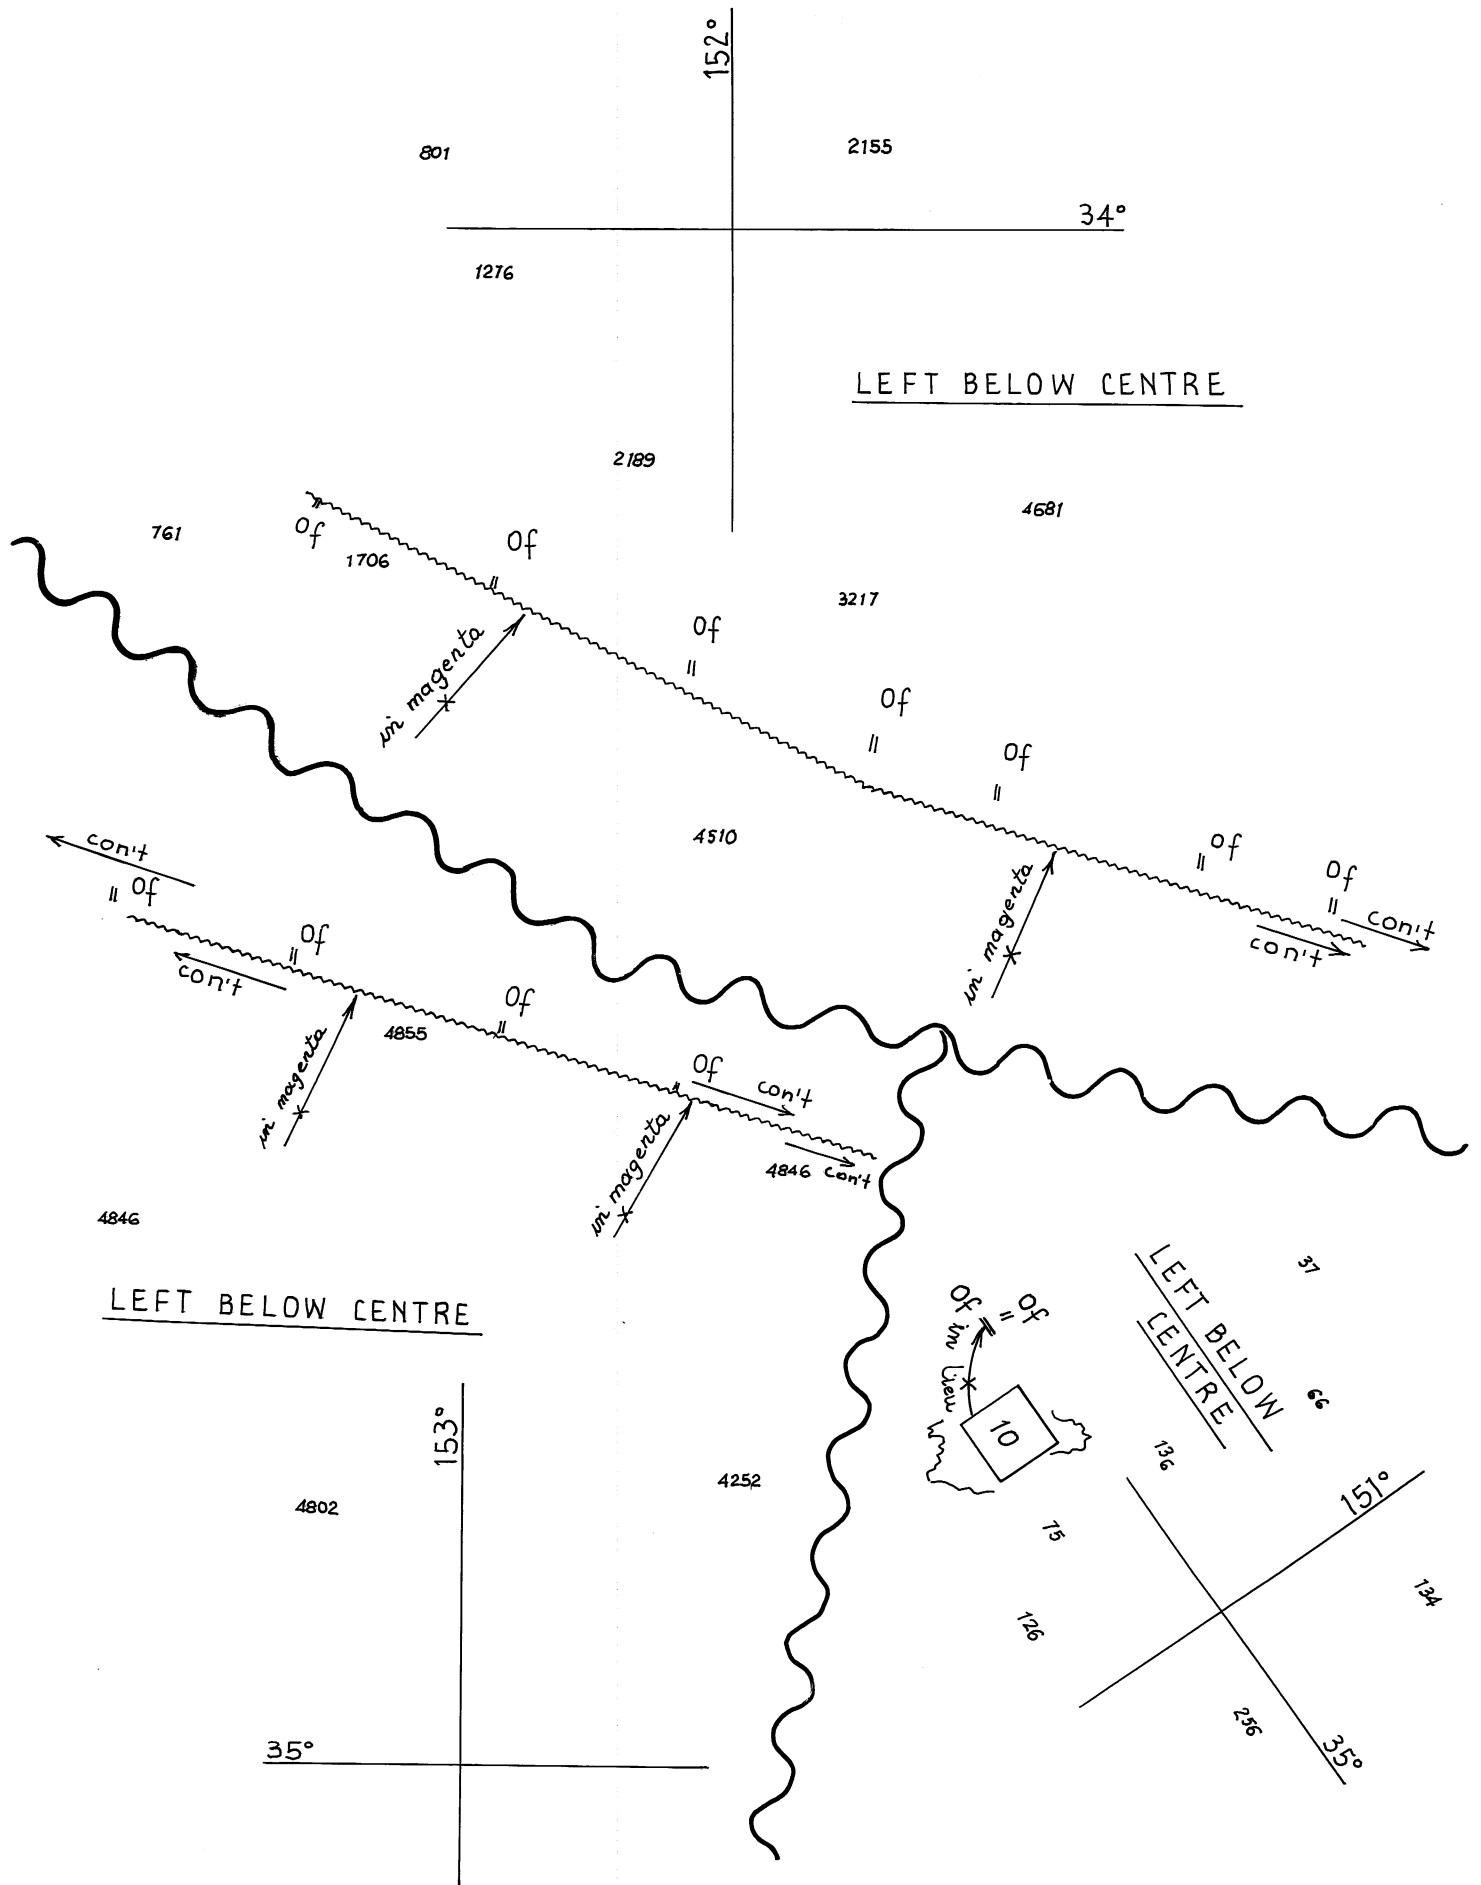 152°
801
2155
34°
1276
LEFT BELOW CENTRE
2189
4681
761
Of
1706
Of
3217
Of
in magenta
Of
Of
4510
Of
Of
con't
con't
in magenta
con't
Of
Of
con't
Of
4855
in magenta
Of
con't
in magenta
4846
con't
4846
LEFT BELOW CENTRE
153°
4802
4252
35°
37
LEFT BELOW
CENTRE
Of
Of
in lieu
10
66
136
151°
75
134
126
256
35°